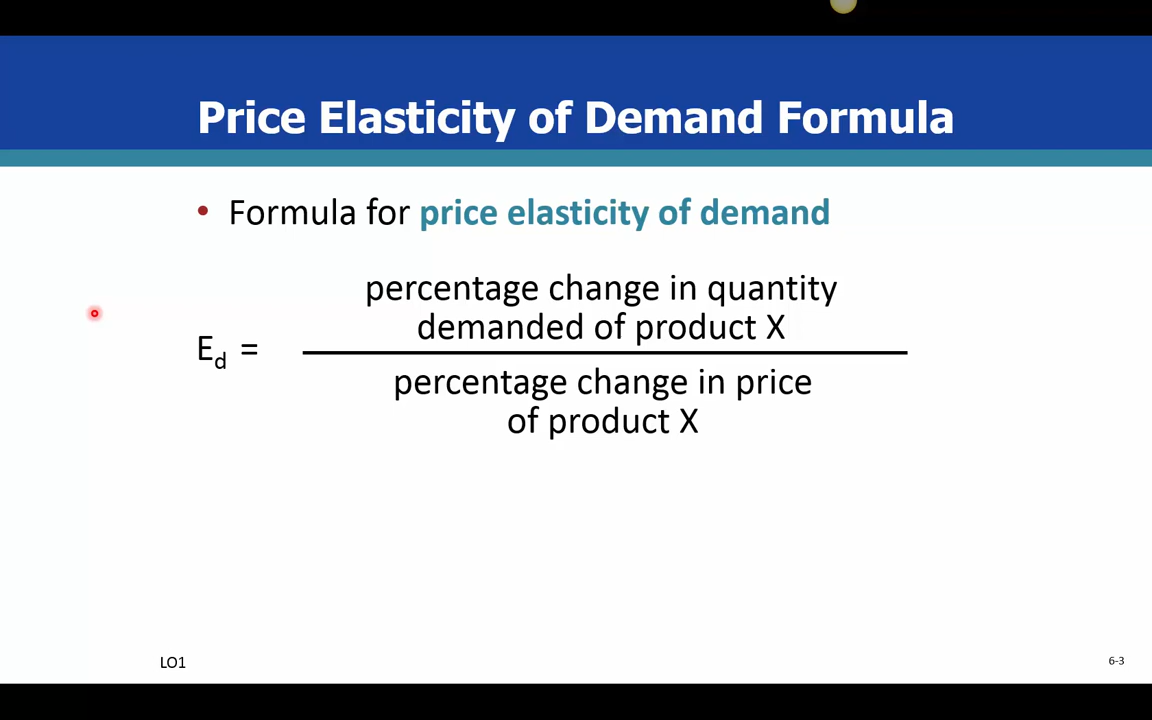 Price Elasticity of Demand Formula
• Formula for price elasticity of demand
percentage change in quantity
demanded of product X
Ed =
percentage change in price
of product X
LO1
6-3